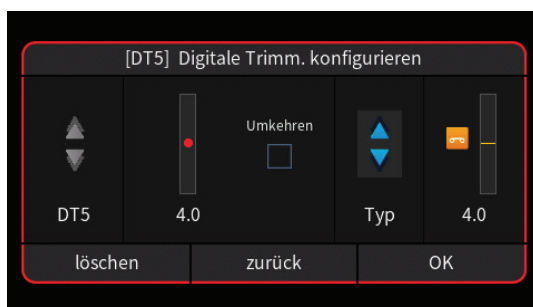 [DT5] Digitale Trimm. konfigurieren
Umkehren
DT5 4.0 Typ 4.0
löschen zurück OK